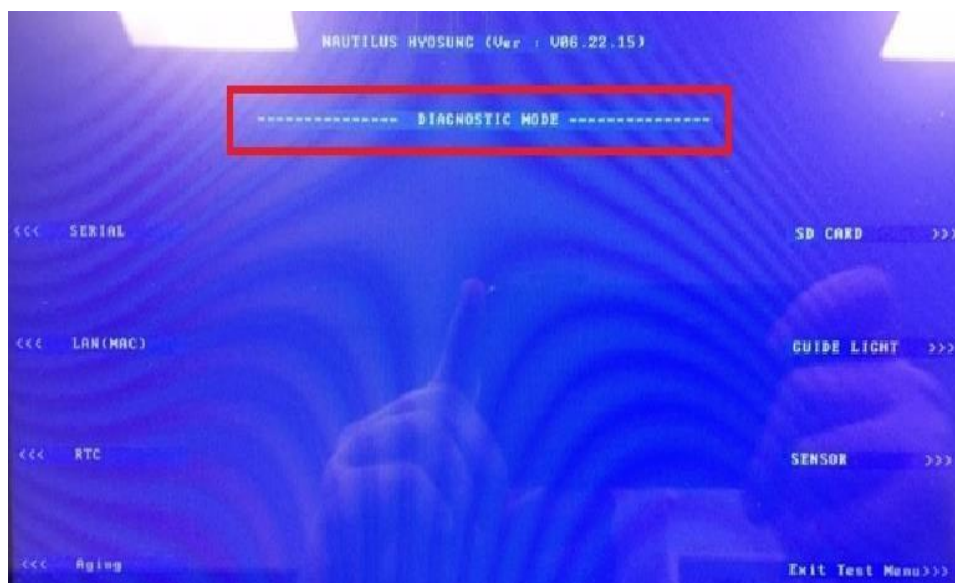 NAUTILUS HYOSUNG (Ver : V06.22.15)
--------------- DIAGNOSTIC MODE ---------------
<<< SERIAL
SD CARD >>>
<<< LAN(MAC)
GUIDE LIGHT >>>
<<< RTC
SENSOR >>>
<<< Aging
Exit Test Menu>>>